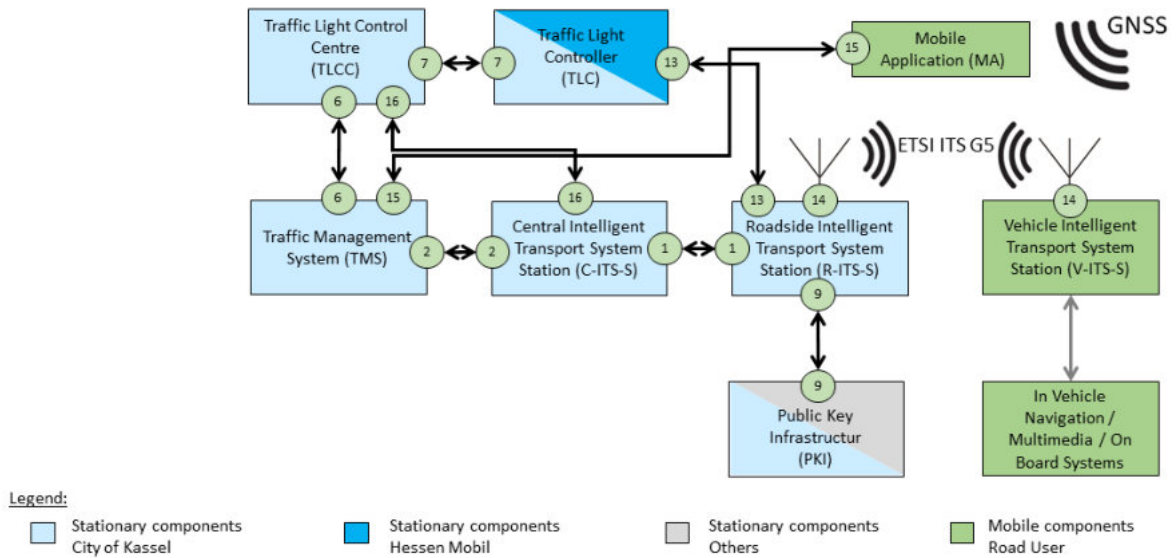 Traffic Light Control
Centre
(TLCC)
7
6
16
Traffic Light
Controller
(TLC)
7
13
15
Mobile
Application (MA)
GNSS
ETSI ITS G5
6
15
Traffic Management
System (TMS)
2
16
Central Intelligent
Transport System
Station (C-ITS-S)
2
1
13
14
Roadside Intelligent
Transport System
Station (R-ITS-S)
1
9
14
Vehicle Intelligent
Transport System
Station (V-ITS-S)
9
Public Key
Infrastructur
(PKI)
In Vehicle
Navigation /
Multimedia / On
Board Systems
Legend:
Stationary components
City of Kassel
Stationary components
Hessen Mobil
Stationary components
Others
Mobile components
Road User